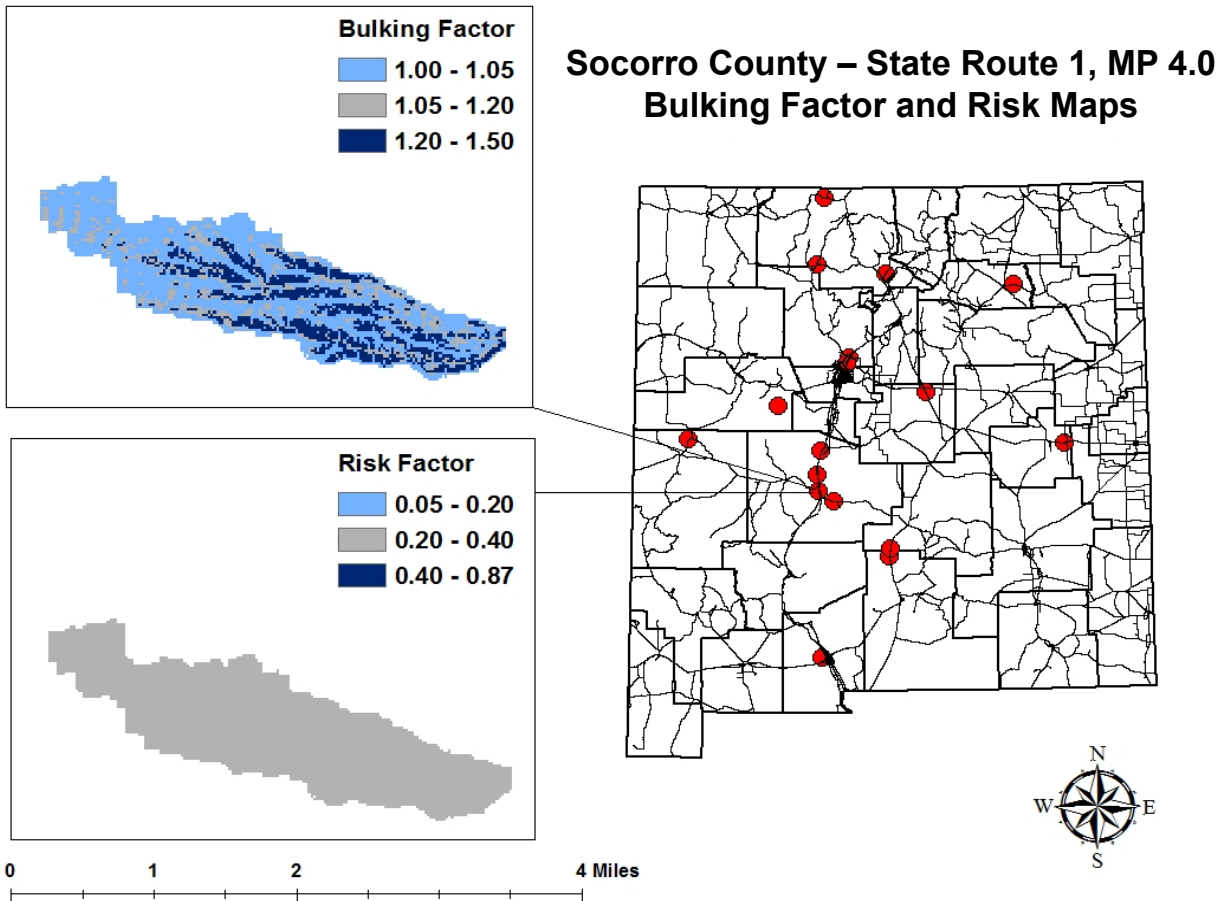 Socorro County – State Route 1, MP 4.0
Bulking Factor and Risk Maps
Bulking Factor
1.00 - 1.05
1.05 - 1.20
1.20 - 1.50
Risk Factor
0.05 - 0.20
0.20 - 0.40
0.40 - 0.87
N
W
E
S
0
1
2
4 Miles